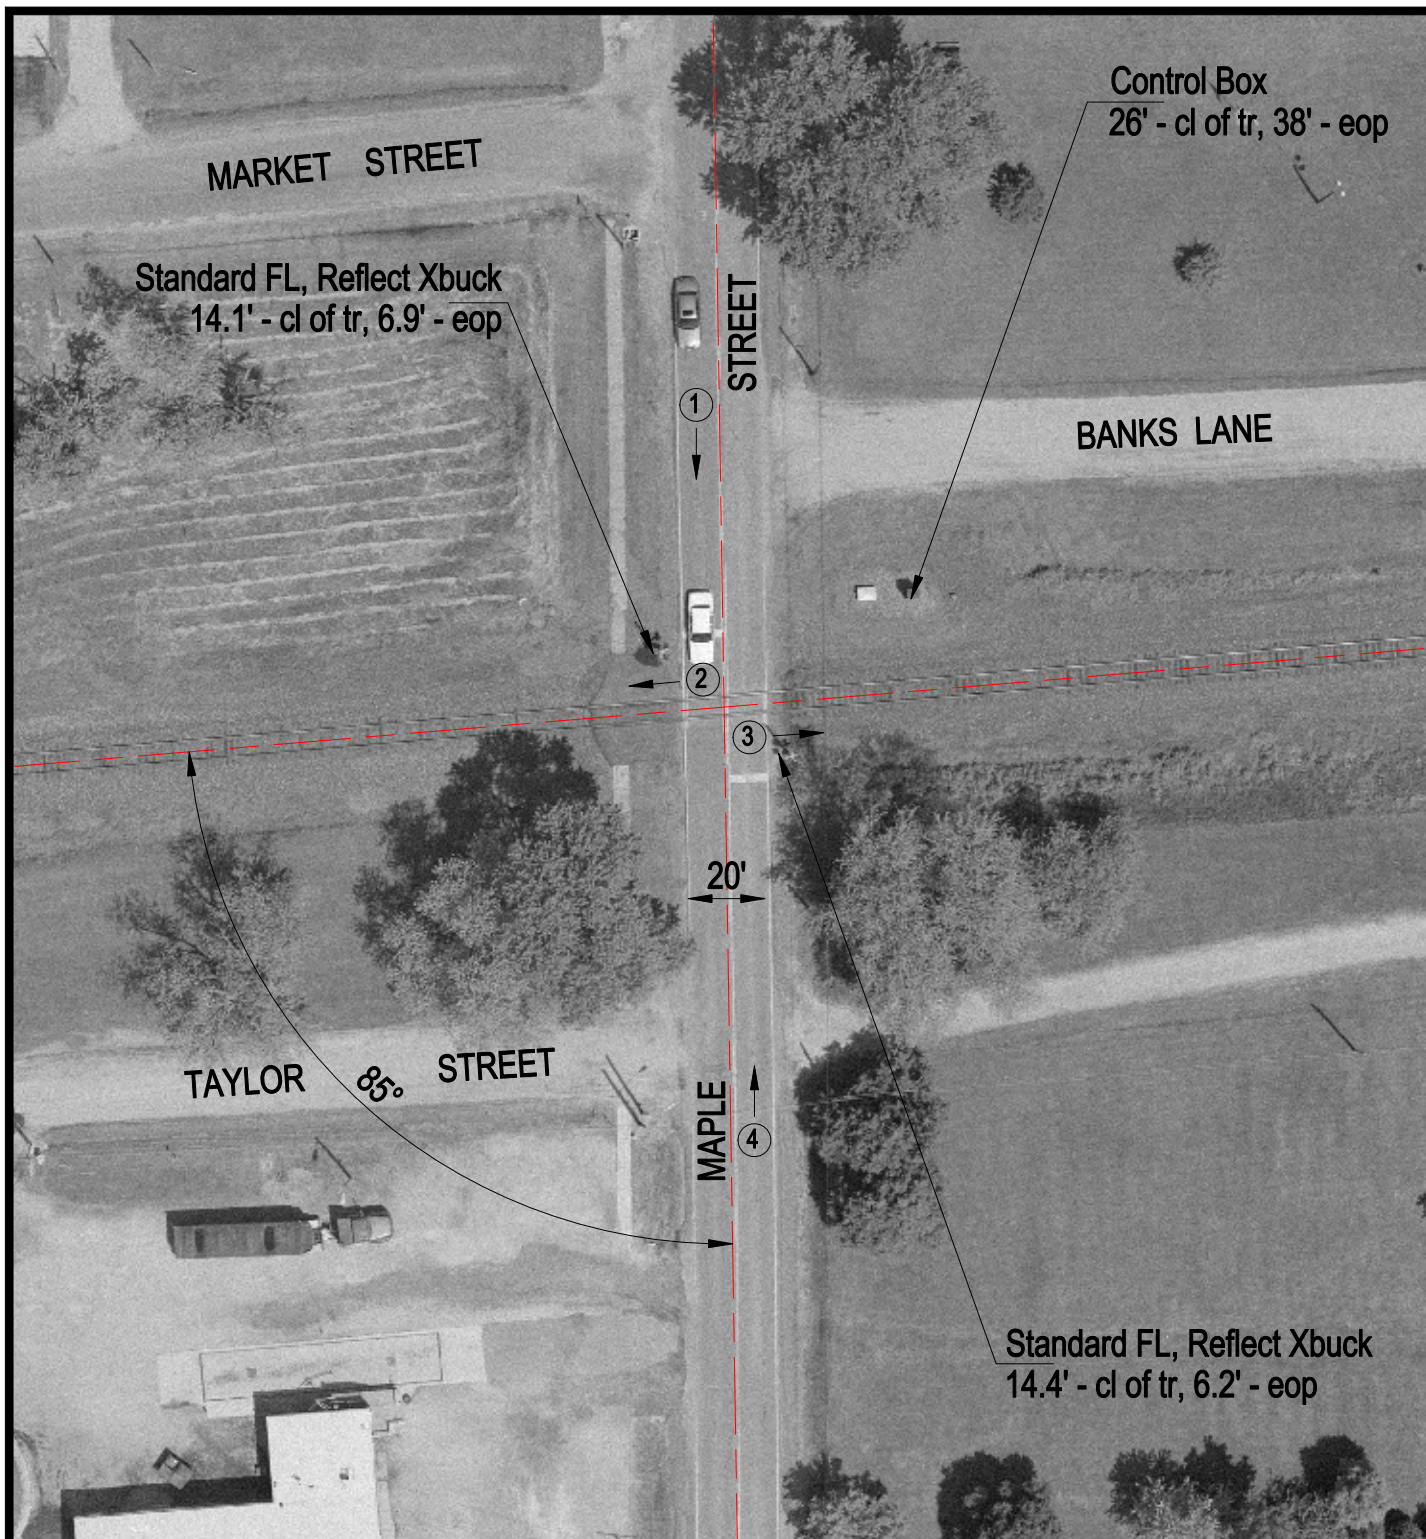 Control Box
26' - cl of tr, 38' - eop
MARKET STREET
Standard FL, Reflect Xbuck
14.1' - cl of tr, 6.9' - eop
STREET
1
BANKS LANE
2
3
20'
TAYLOR STREET
85°
MAPLE
4
Standard FL, Reflect Xbuck
14.4' - cl of tr, 6.2' - eop